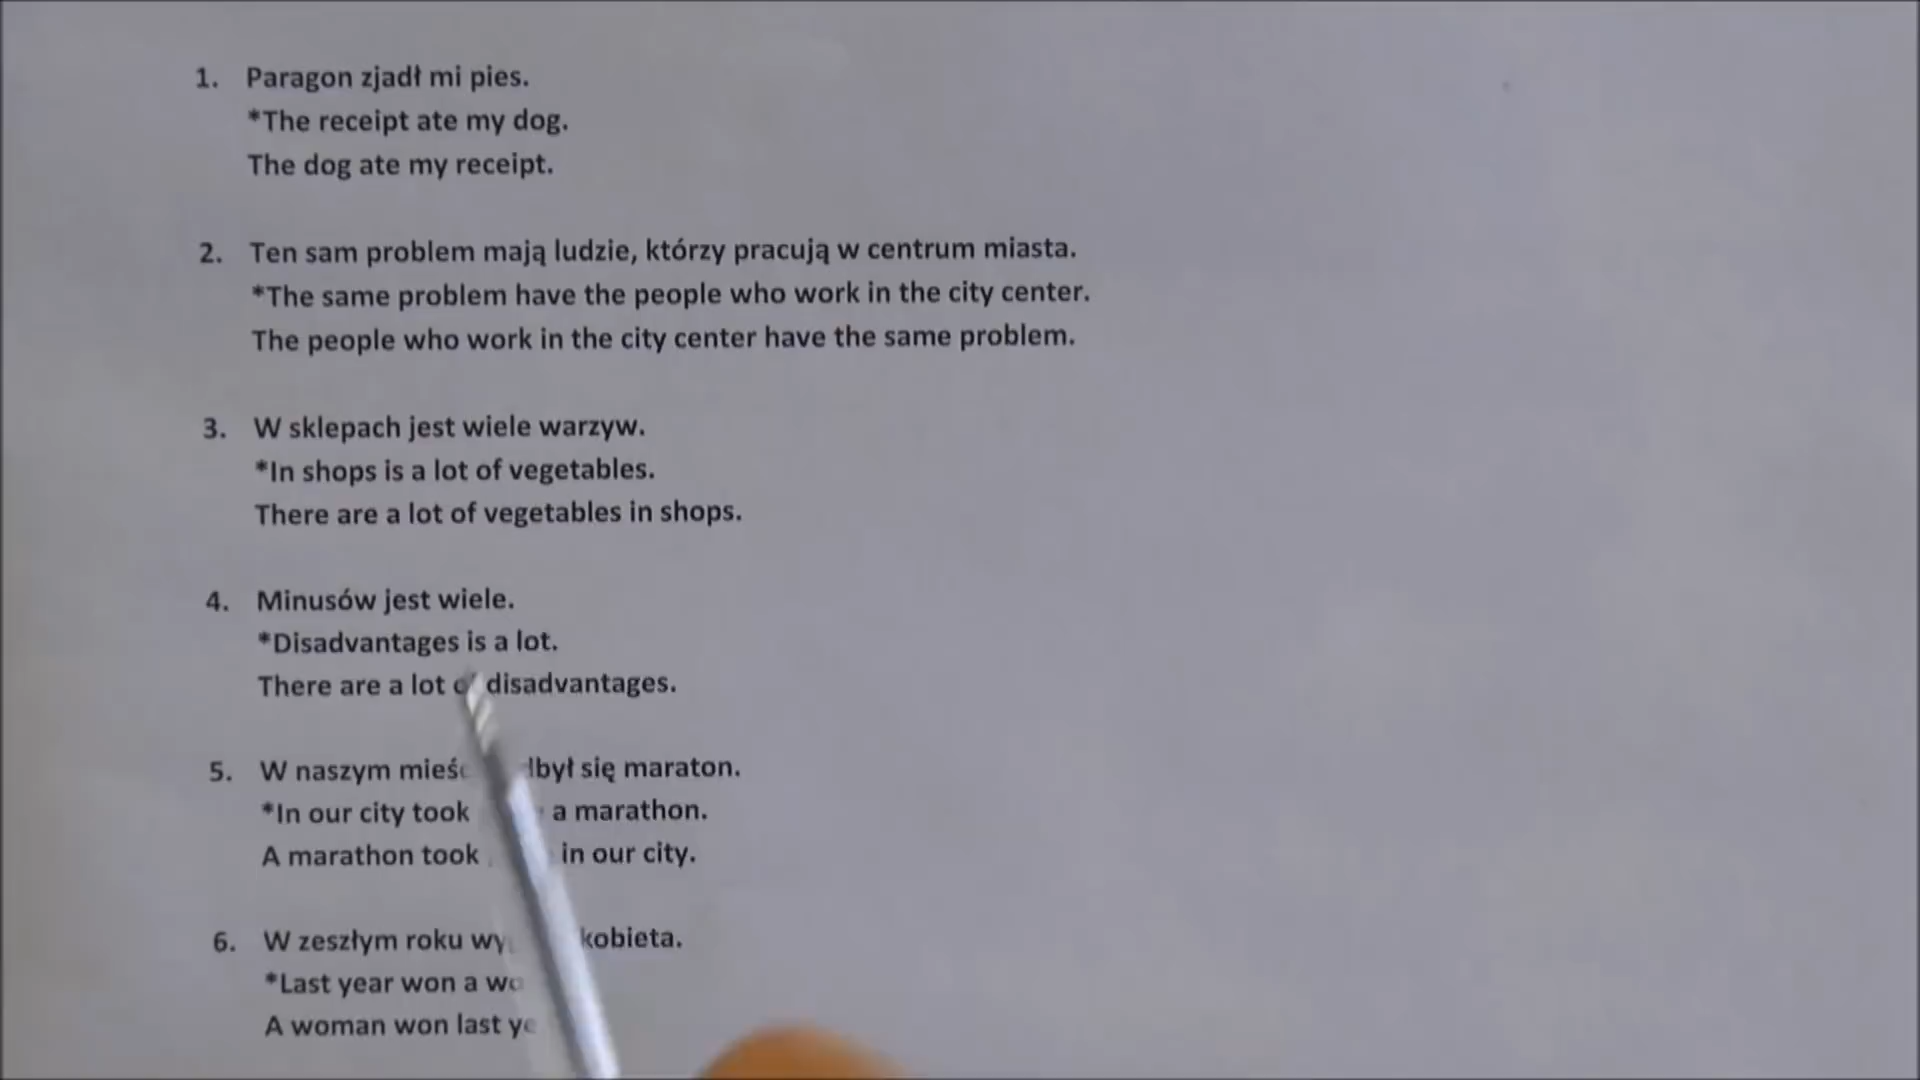 1. Paragon zjadł mi pies.
*The receipt ate my dog.
The dog ate my receipt.
2. Ten sam problem mają ludzie, którzy pracują w centrum miasta.
*The same problem have the people who work in the city center.
The people who work in the city center have the same problem.
3. W sklepach jest wiele warzyw.
*In shops is a lot of vegetables.
There are a lot of vegetables in shops.
4. Minusów jest wiele.
*Disadvantages is a lot.
There are a lot of disadvantages.
5. W naszym się maraton.
*In our city took a marathon.
A marathon took in our city.
6. W zeszłym roku kobieta.
*Last year won a
A woman won last